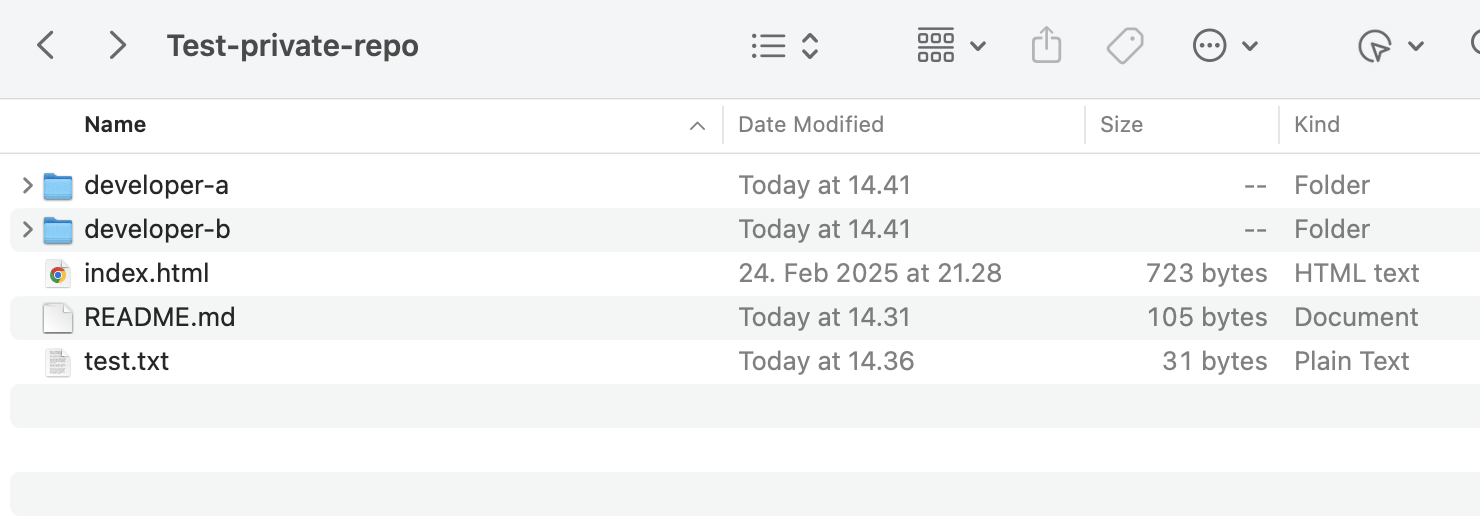 Test-private-repo
Name Date Modified Size Kind
developer-a Today at 14.41 -- Folder
developer-b Today at 14.41 -- Folder
index.html 24. Feb 2025 at 21.28 723 bytes HTML text
README.md Today at 14.31 105 bytes Document
test.txt Today at 14.36 31 bytes Plain Text